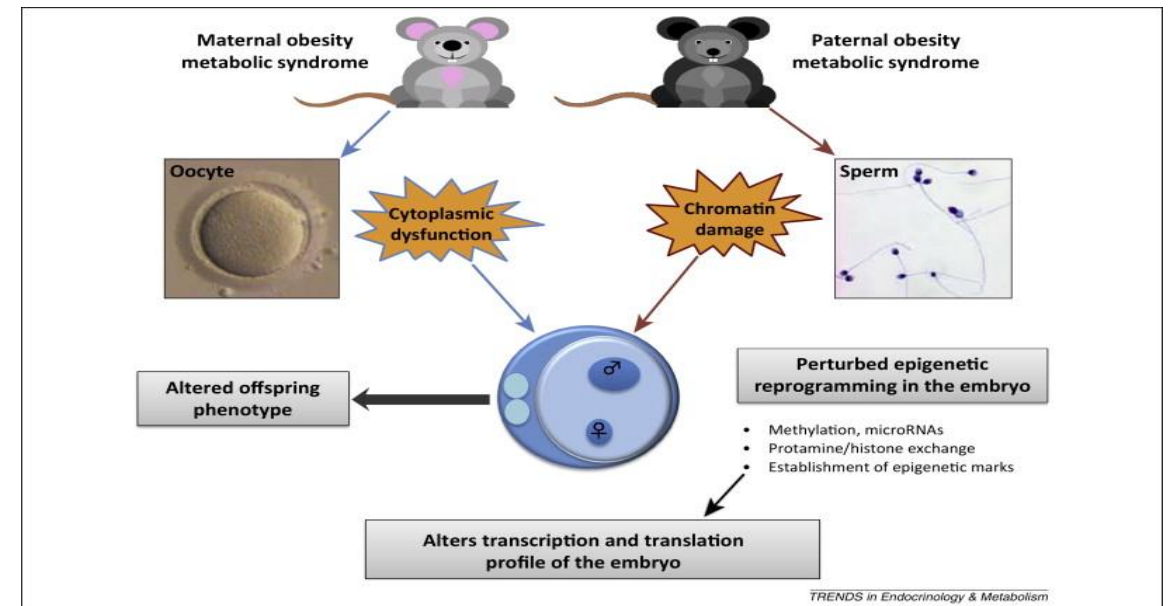 Maternal obesity
metabolic syndrome
Paternal obesity
metabolic syndrome
Oocyte
Cytoplasmic
dysfunction
Chromatin
damage
Sperm
♂
♀
Altered offspring
phenotype
Perturbed epigenetic
reprogramming in the embryo
• Methylation, microRNAs
• Protamine/histone exchange
• Establishment of epigenetic marks
Alters transcription and translation
profile of the embryo
TRENDS in Endocrinology & Metabolism